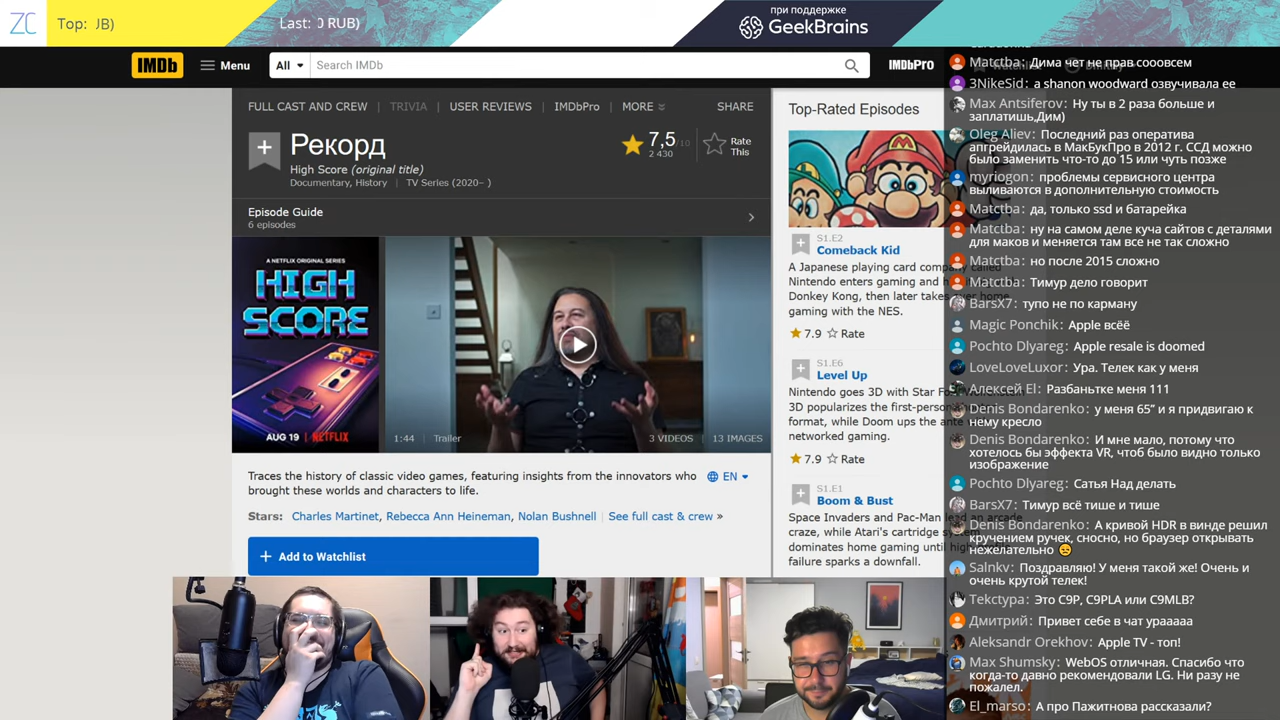 ZC
Top: ЈВ)
Last: Ɔ RUB)
при поддержке
GeekBrains
IMDb
Menu
All
Search IMDb
IMDbPro
FULL CAST AND CREW
TRIVIA
USER REVIEWS
IMDbPro
MORE
SHARE
Рекорд
High Score (original title)
Documentary, History | TV Series (2020– )
7,5/10
2 430
Rate
This
Episode Guide
6 episodes
A NETFLIX ORIGINAL SERIES
HIGH
SCORE
AUG 19 | NETFLIX
1:44 | Trailer
3 VIDEOS | 13 IMAGES
Traces the history of classic video games, featuring insights from the innovators who
brought these worlds and characters to life.
EN
Stars: Charles Martinet, Rebecca Ann Heineman, Nolan Bushnell | See full cast & crew »
+ Add to Watchlist
Top-Rated Episodes
S1.E2
Comeback Kid
A Japanese playing card company called
Nintendo enters gaming and
Donkey Kong, then later takes home
gaming with the NES.
7.9 Rate
S1.E6
Level Up
Nintendo goes 3D with Star
3D popularizes the first-person
format, while Doom ups the ante
networked gaming.
7.9 Rate
S1.E1
Boom & Bust
Space Invaders and Pac-Man lead an arcade
craze, while Atari's cartridge
dominates home gaming until
failure sparks a downfall.
Matctba: Дима чет не прав сооовсем
3NikeSid: а shanon woodward озвучивала ее
Max Antsiferov: Ну ты в 2 раза больше и
заплатишь,Дим)
Oleg Aliev: Последний раз оператива
апгрейдилась в МакБукПро в 2012 г. ССД можно
было заменить что-то до 15 или чуть позже
myriogon: проблемы сервисного центра
выливаются в дополнительную стоимость
Matctba: да, только ssd и батарейка
Matctba: ну на самом деле куча сайтов с деталями
для маков и меняется там все не так сложно
Matctba: но после 2015 сложно
Matctba: Тимур дело говорит
BarsX7: тупо не по карману
Magic Ponchik: Apple всёё
Pochto Dlyareg: Apple resale is doomed
LoveLoveLuxor: Ура. Телек как у меня
Алексей El: Разбаньтке меня 111
Denis Bondarenko: у меня 65” и я придвигаю к
нему кресло
Denis Bondarenko: И мне мало, потому что
хотелось бы эффекта VR, чтоб было видно только
изображение
Pochto Dlyareg: Сатья Над делать
BarsX7: Тимур всё тише и тише
Denis Bondarenko: А кривой HDR в винде решил
кручением ручек, сносно, но браузер открывать
нежелательно
Salnkv: Поздравляю! У меня такой же! Очень и
очень крутой телек!
Текстура: Это C9P, C9PLA или C9MLB?
Дмитрий: Привет себе в чат урааааа
Aleksandr Orekhov: Apple TV - топ!
Max Shumsky: WebOS отличная. Спасибо что
когда-то давно рекомендовали LG. Ни разу не
пожалел.
El_marso: А про Пажитнова рассказали?